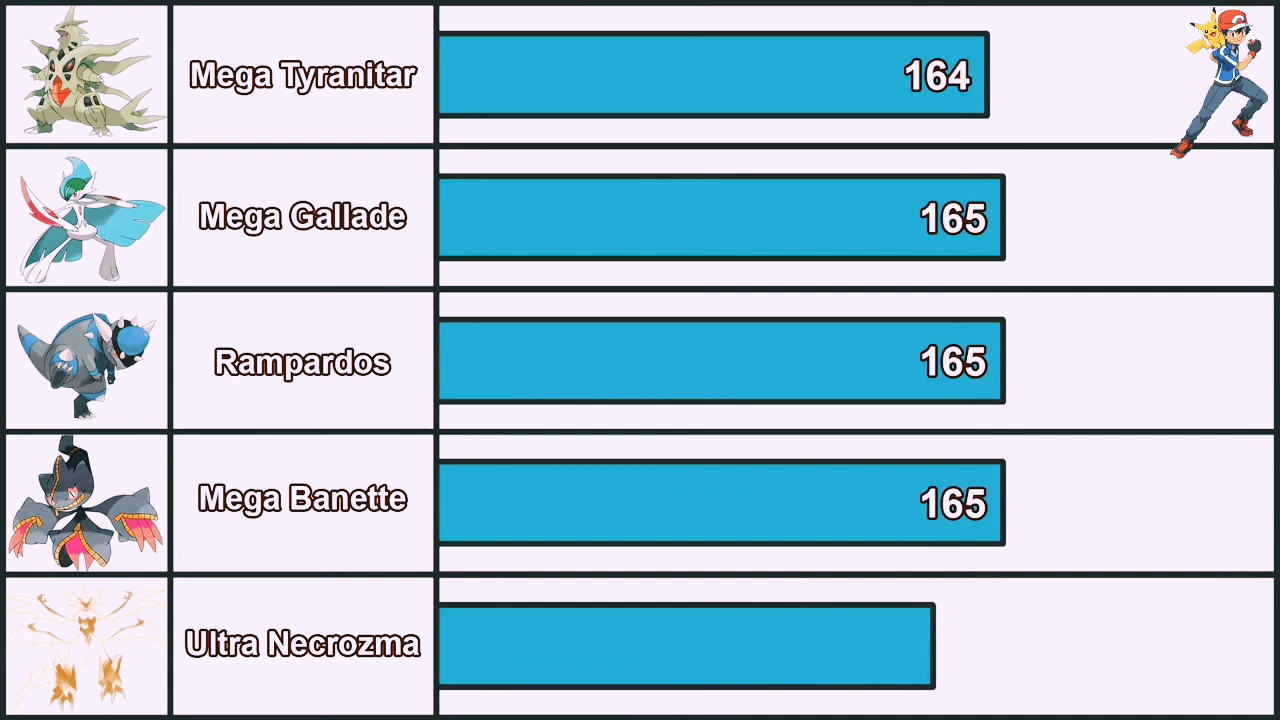 Mega Tyranitar
164
Mega Gallade
165
Rampardos
165
Mega Banette
165
Ultra Necrozma